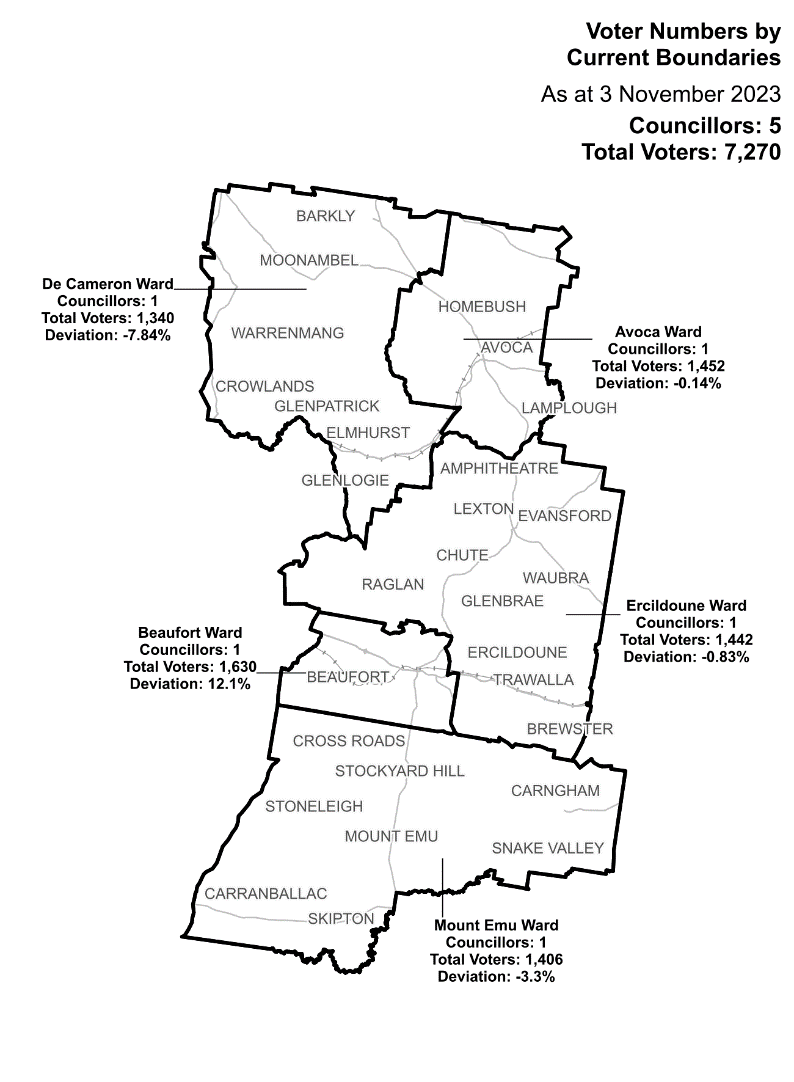 Voter Numbers by
Current Boundaries
As at 3 November 2023
Councillors: 5
Total Voters: 7,270
BARKLY
MOONAMBEL
De Cameron Ward
Councillors: 1
Total Voters: 1,340
Deviation: -7.84%
HOMEBUSH
WARRENMANG
AVOCA
Avoca Ward
Councillors: 1
Total Voters: 1,452
Deviation: -0.14%
CROWLANDS
GLENPATRICK
LAMPLOUGH
ELMHURST
AMPHITHEATRE
GLENLOGIE
LEXTON
EVANSFORD
CHUTE
RAGLAN
WAUBRA
GLENBRAE
Ercildoune Ward
Councillors: 1
Total Voters: 1,442
Deviation: -0.83%
Beaufort Ward
Councillors: 1
Total Voters: 1,630
Deviation: 12.1%
ERCILDOUNE
BEAUFORT
TRAWALLA
BREWSTER
CROSS ROADS
STOCKYARD HILL
CARNGHAM
STONELEIGH
MOUNT EMU
SNAKE VALLEY
CARRANBALLAC
SKIPTON
Mount Emu Ward
Councillors: 1
Total Voters: 1,406
Deviation: -3.3%